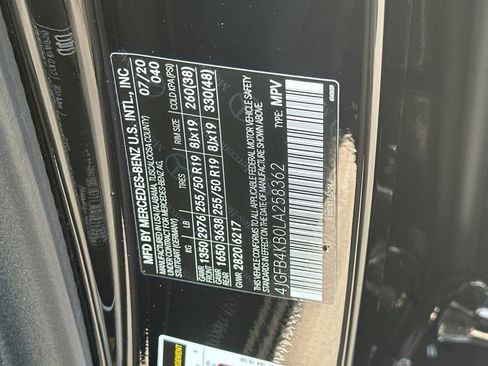 MFD BY MERCEDES-BENZ U.S. INTL., INC 07/20
MADE IN USA (ALABAMA, TUSCALOOSA COUNTY) 040
UNDER CONTRACT FOR MERCEDES-BENZ AG,
STUTTGART (GERMANY)
KG LB TIRES RIM SIZE COLD KPA (PSI)
GAWR FRONT 1350 2976 255/50 R19 8Jx19 260(38)
GAWR REAR 1650 3638 255/50 R19 8Jx19 330(48)
GVWR 2820 6217
THIS VEHICLE CONFORMS TO ALL APPLICABLE FEDERAL MOTOR VEHICLE SAFETY
STANDARDS IN EFFECT ON THE DATE OF MANUFACTURE SHOWN ABOVE.
TYPE: MPV
4JGFB4KB0LA258362